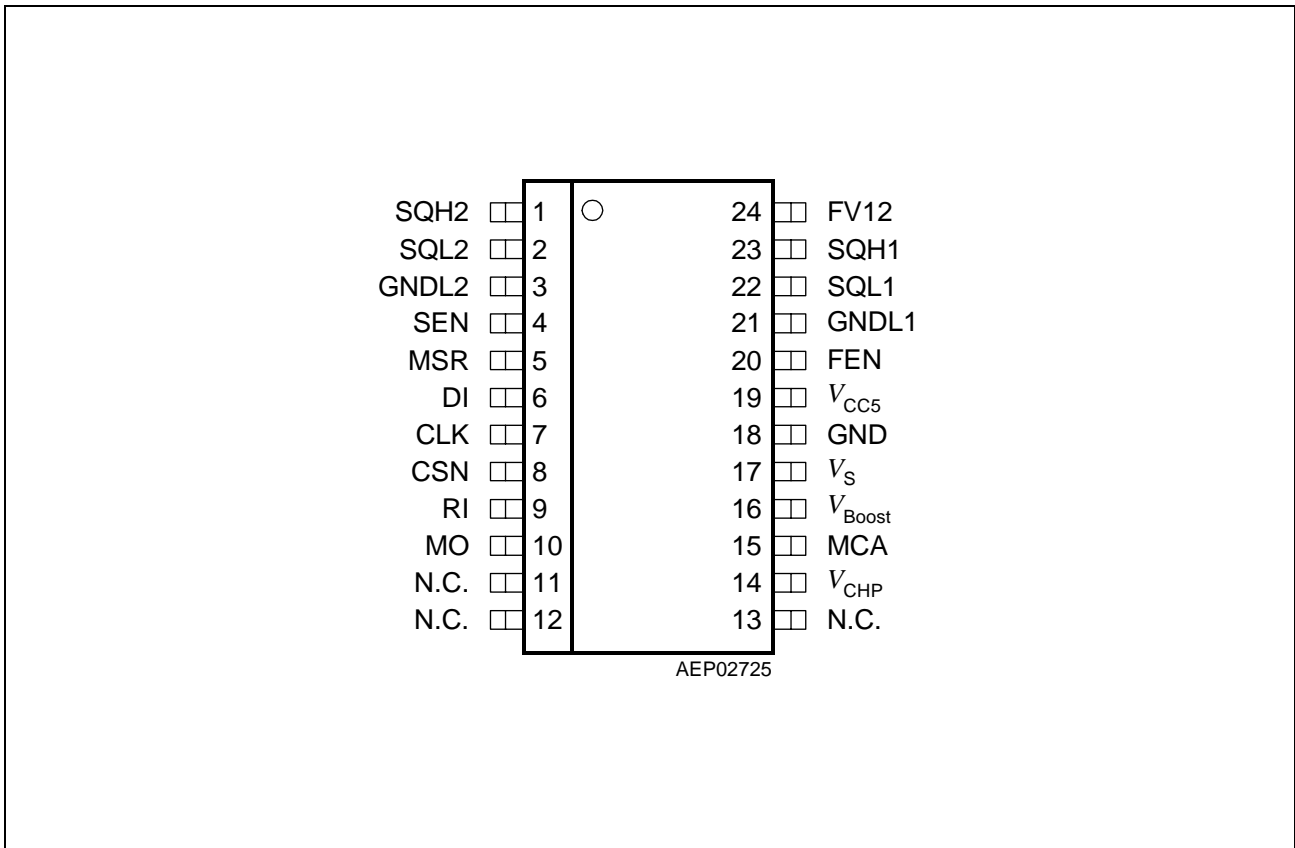 SQH2 1 24 FV12
SQL2 2 23 SQH1
GNDL2 3 22 SQL1
SEN 4 21 GNDL1
MSR 5 20 FEN
DI 6 19 VCC5
CLK 7 18 GND
CSN 8 17 VS
RI 9 16 VBoost
MO 10 15 MCA
N.C. 11 14 VCHP
N.C. 12 13 N.C.
AEP02725